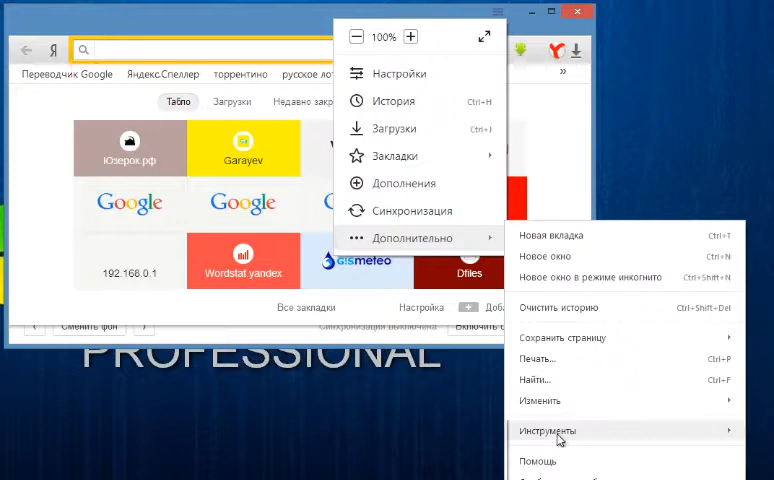 100%
Я
Переводчик Google
Яндекс.Спеллер
торрентино
русское
»
Табло
Загрузки
Недавно
Настройки
История Ctrl+H
Загрузки Ctrl+J
Закладки
Дополнения
Синхронизация
Дополнительно
Юзерок.рф
Garayev
Google
Google
192.168.0.1
Wordstat.yandex
GISMETEO
Dfiles
Все закладки
Настройка
Сменить фон
Синхронизация выключена
Включить
PROFESSIONAL
Новая вкладка Ctrl+T
Новое окно Ctrl+N
Новое окно в режиме инкогнито Ctrl+Shift+N
Очистить историю Ctrl+Shift+Del
Сохранить страницу
Печать... Ctrl+P
Найти... Ctrl+F
Изменить
Инструменты
Помощь